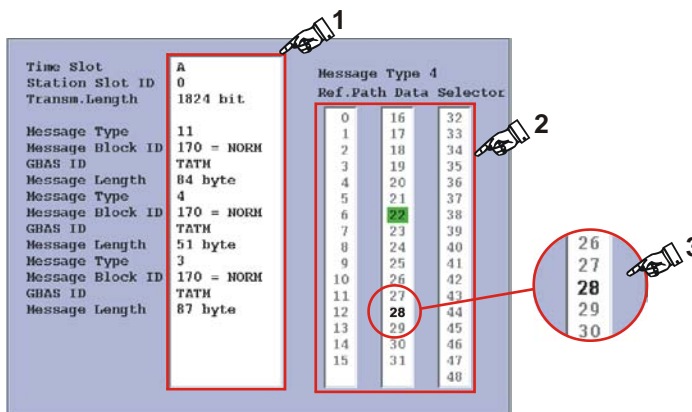 1
Time Slot A
Station Slot ID 0
Transm.Length 1824 bit
Message Type 11
Message Block ID 170 = NORM
GBAS ID TATM
Message Length 84 byte
Message Type 4
Message Block ID 170 = NORM
GBAS ID TATM
Message Length 51 byte
Message Type 3
Message Block ID 170 = NORM
GBAS ID TATM
Message Length 87 byte
Message Type 4
Ref.Path Data Selector
2
0 16 32
1 17 33
2 18 34
3 19 35
4 20 36
5 21 37
6 22 38
7 23 39
8 24 40
9 25 41
10 26 42
11 27 43
12 28 44
13 29 45
14 30 46
15 31 47
48
3
26
27
28
29
30